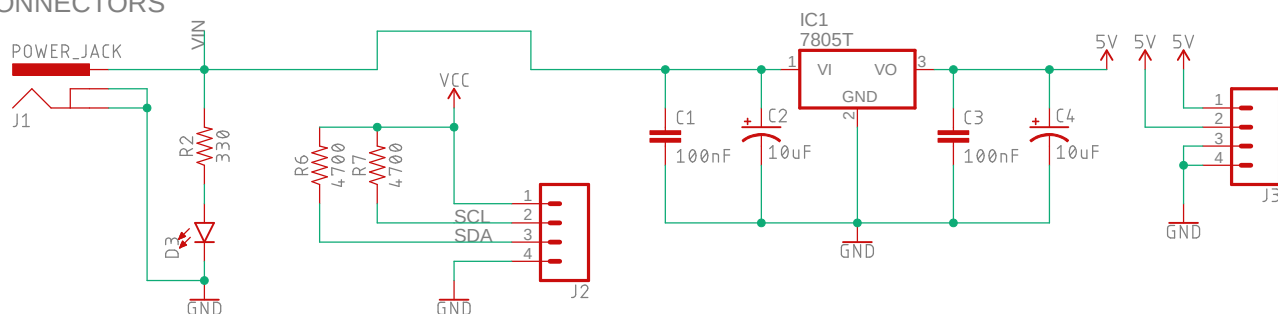 ONNECTORS
POWER_JACK
J1
VIN
R2
330
D3
GND
R6
4700
R7
4700
VCC
SCL
SDA
1
2
3
4
J2
GND
C1
100nF
C2
10uF
IC1
7805T
1
VI
VO
3
GND
2
GND
C3
100nF
C4
10uF
5V
5V
5V
1
2
3
4
J3
GND